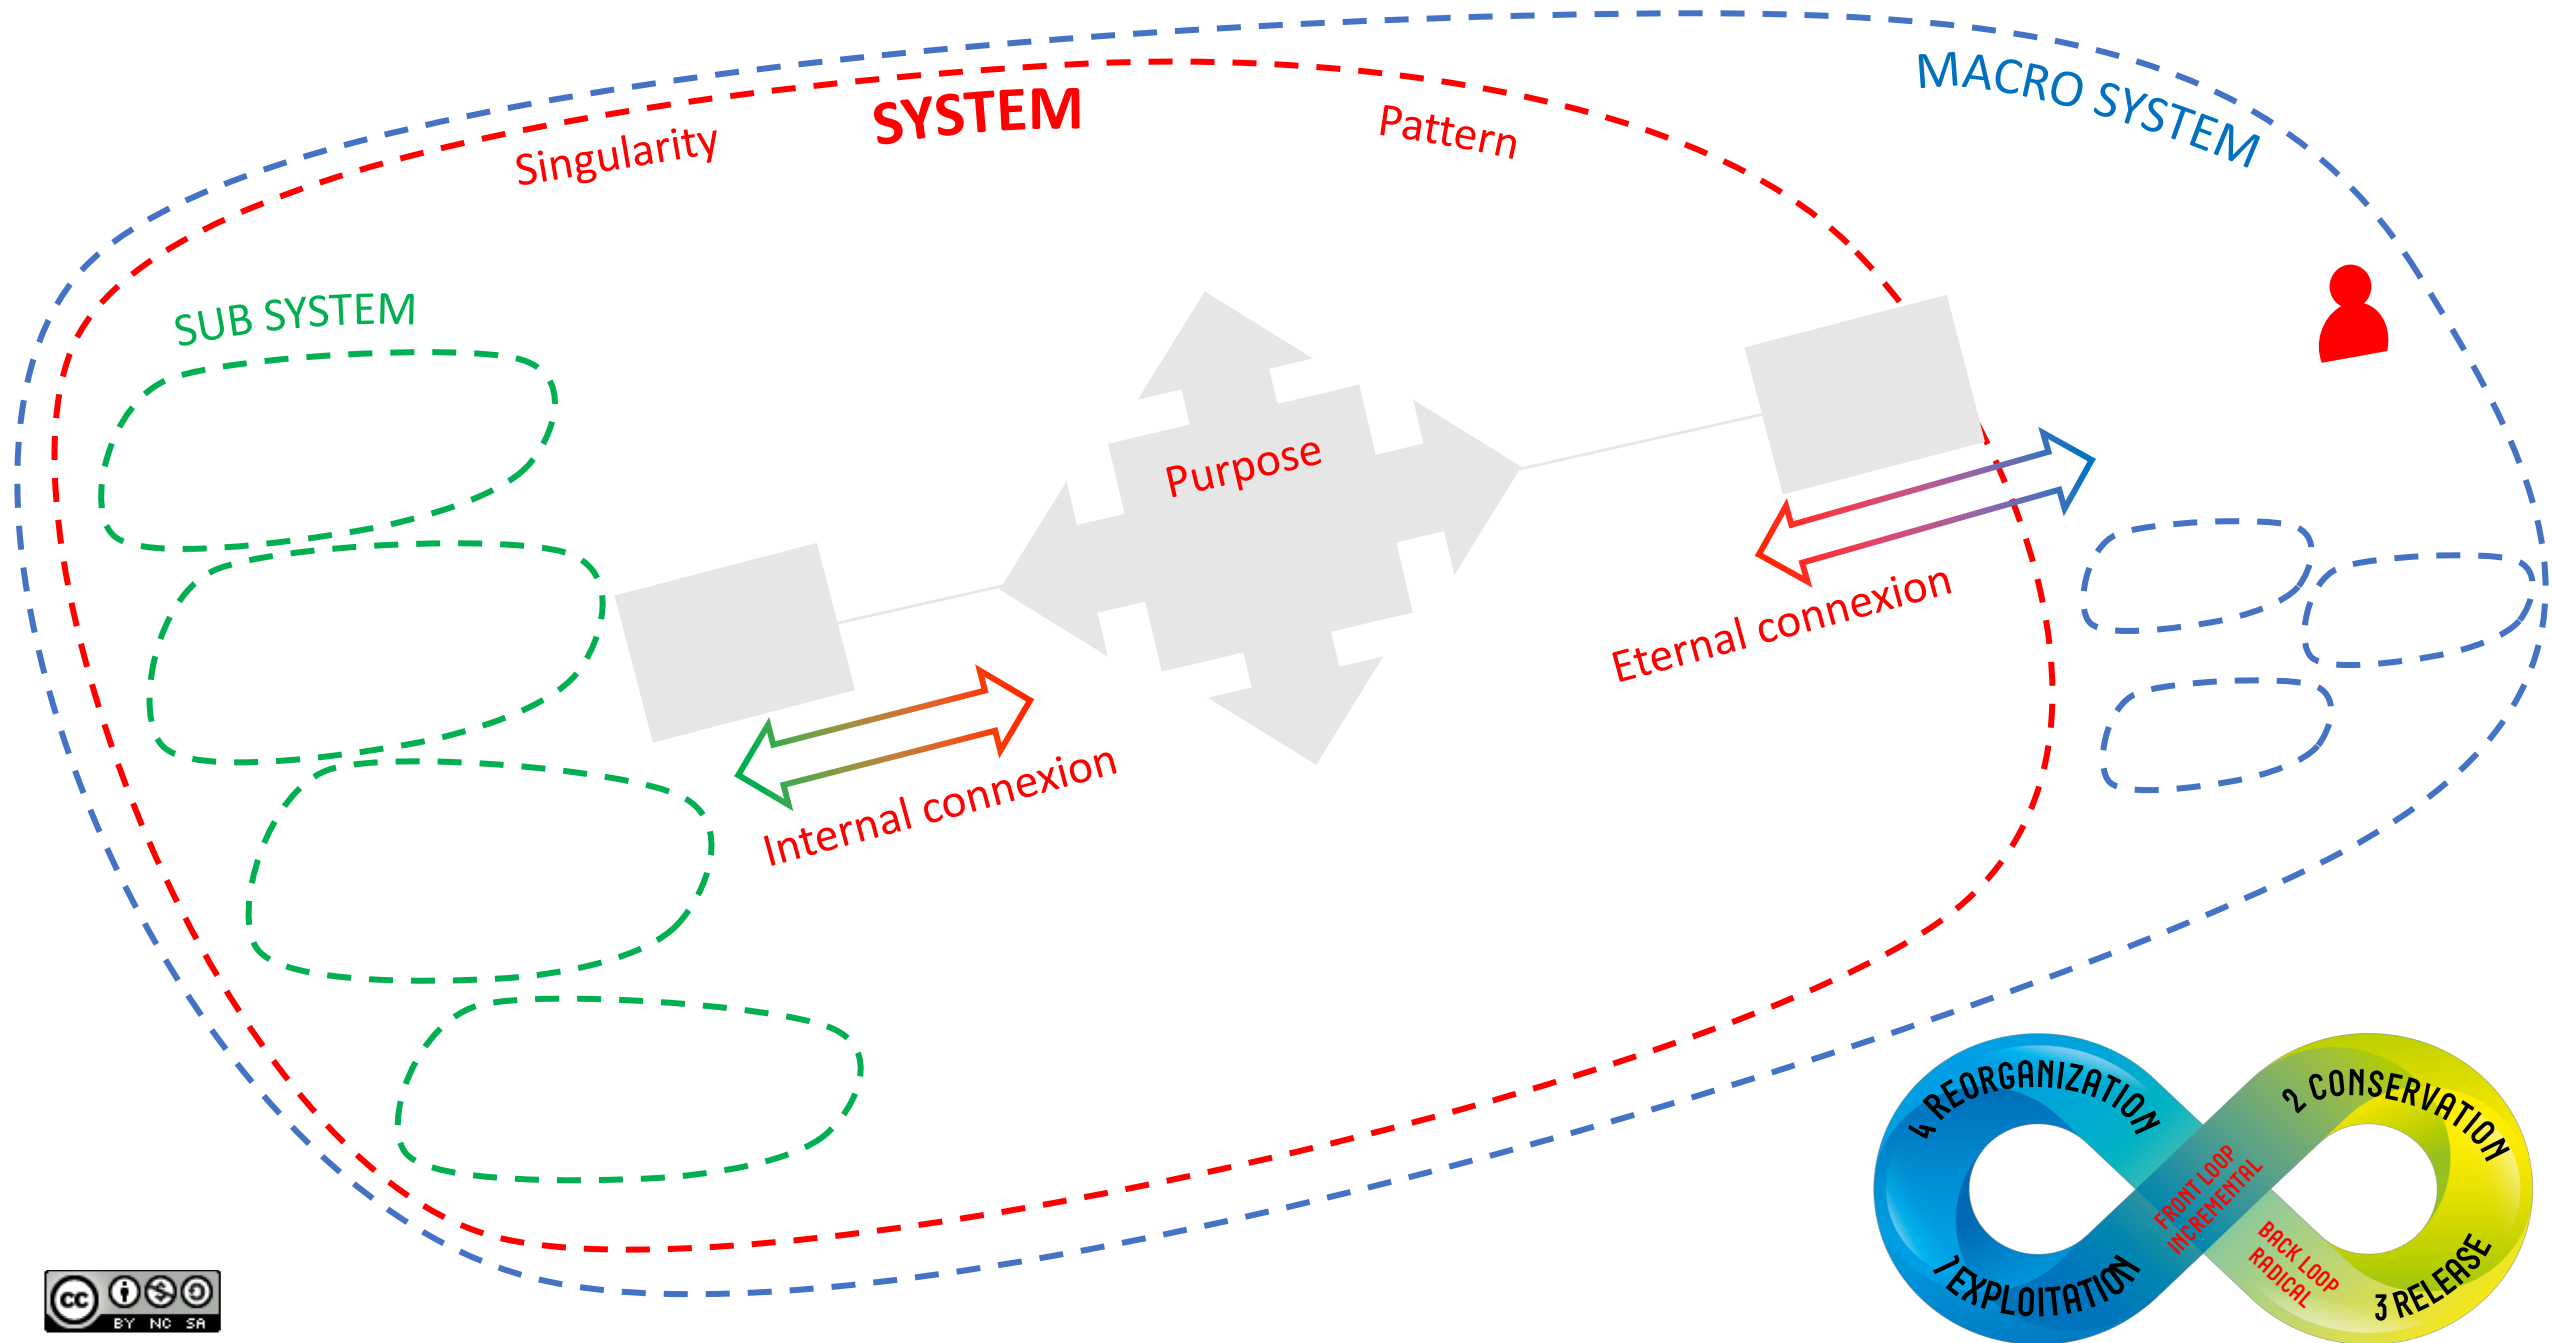 MACRO SYSTEM
SYSTEM
Singularity
Pattern
SUB SYSTEM
Purpose
Eternal connexion
Internal connexion
4 REORGANIZATION
2 CONSERVATION
FRONT LOOP
INCREMENTAL
BACK LOOP
RADICAL
1 EXPLOITATION
3 RELEASE
cc
BY NC SA